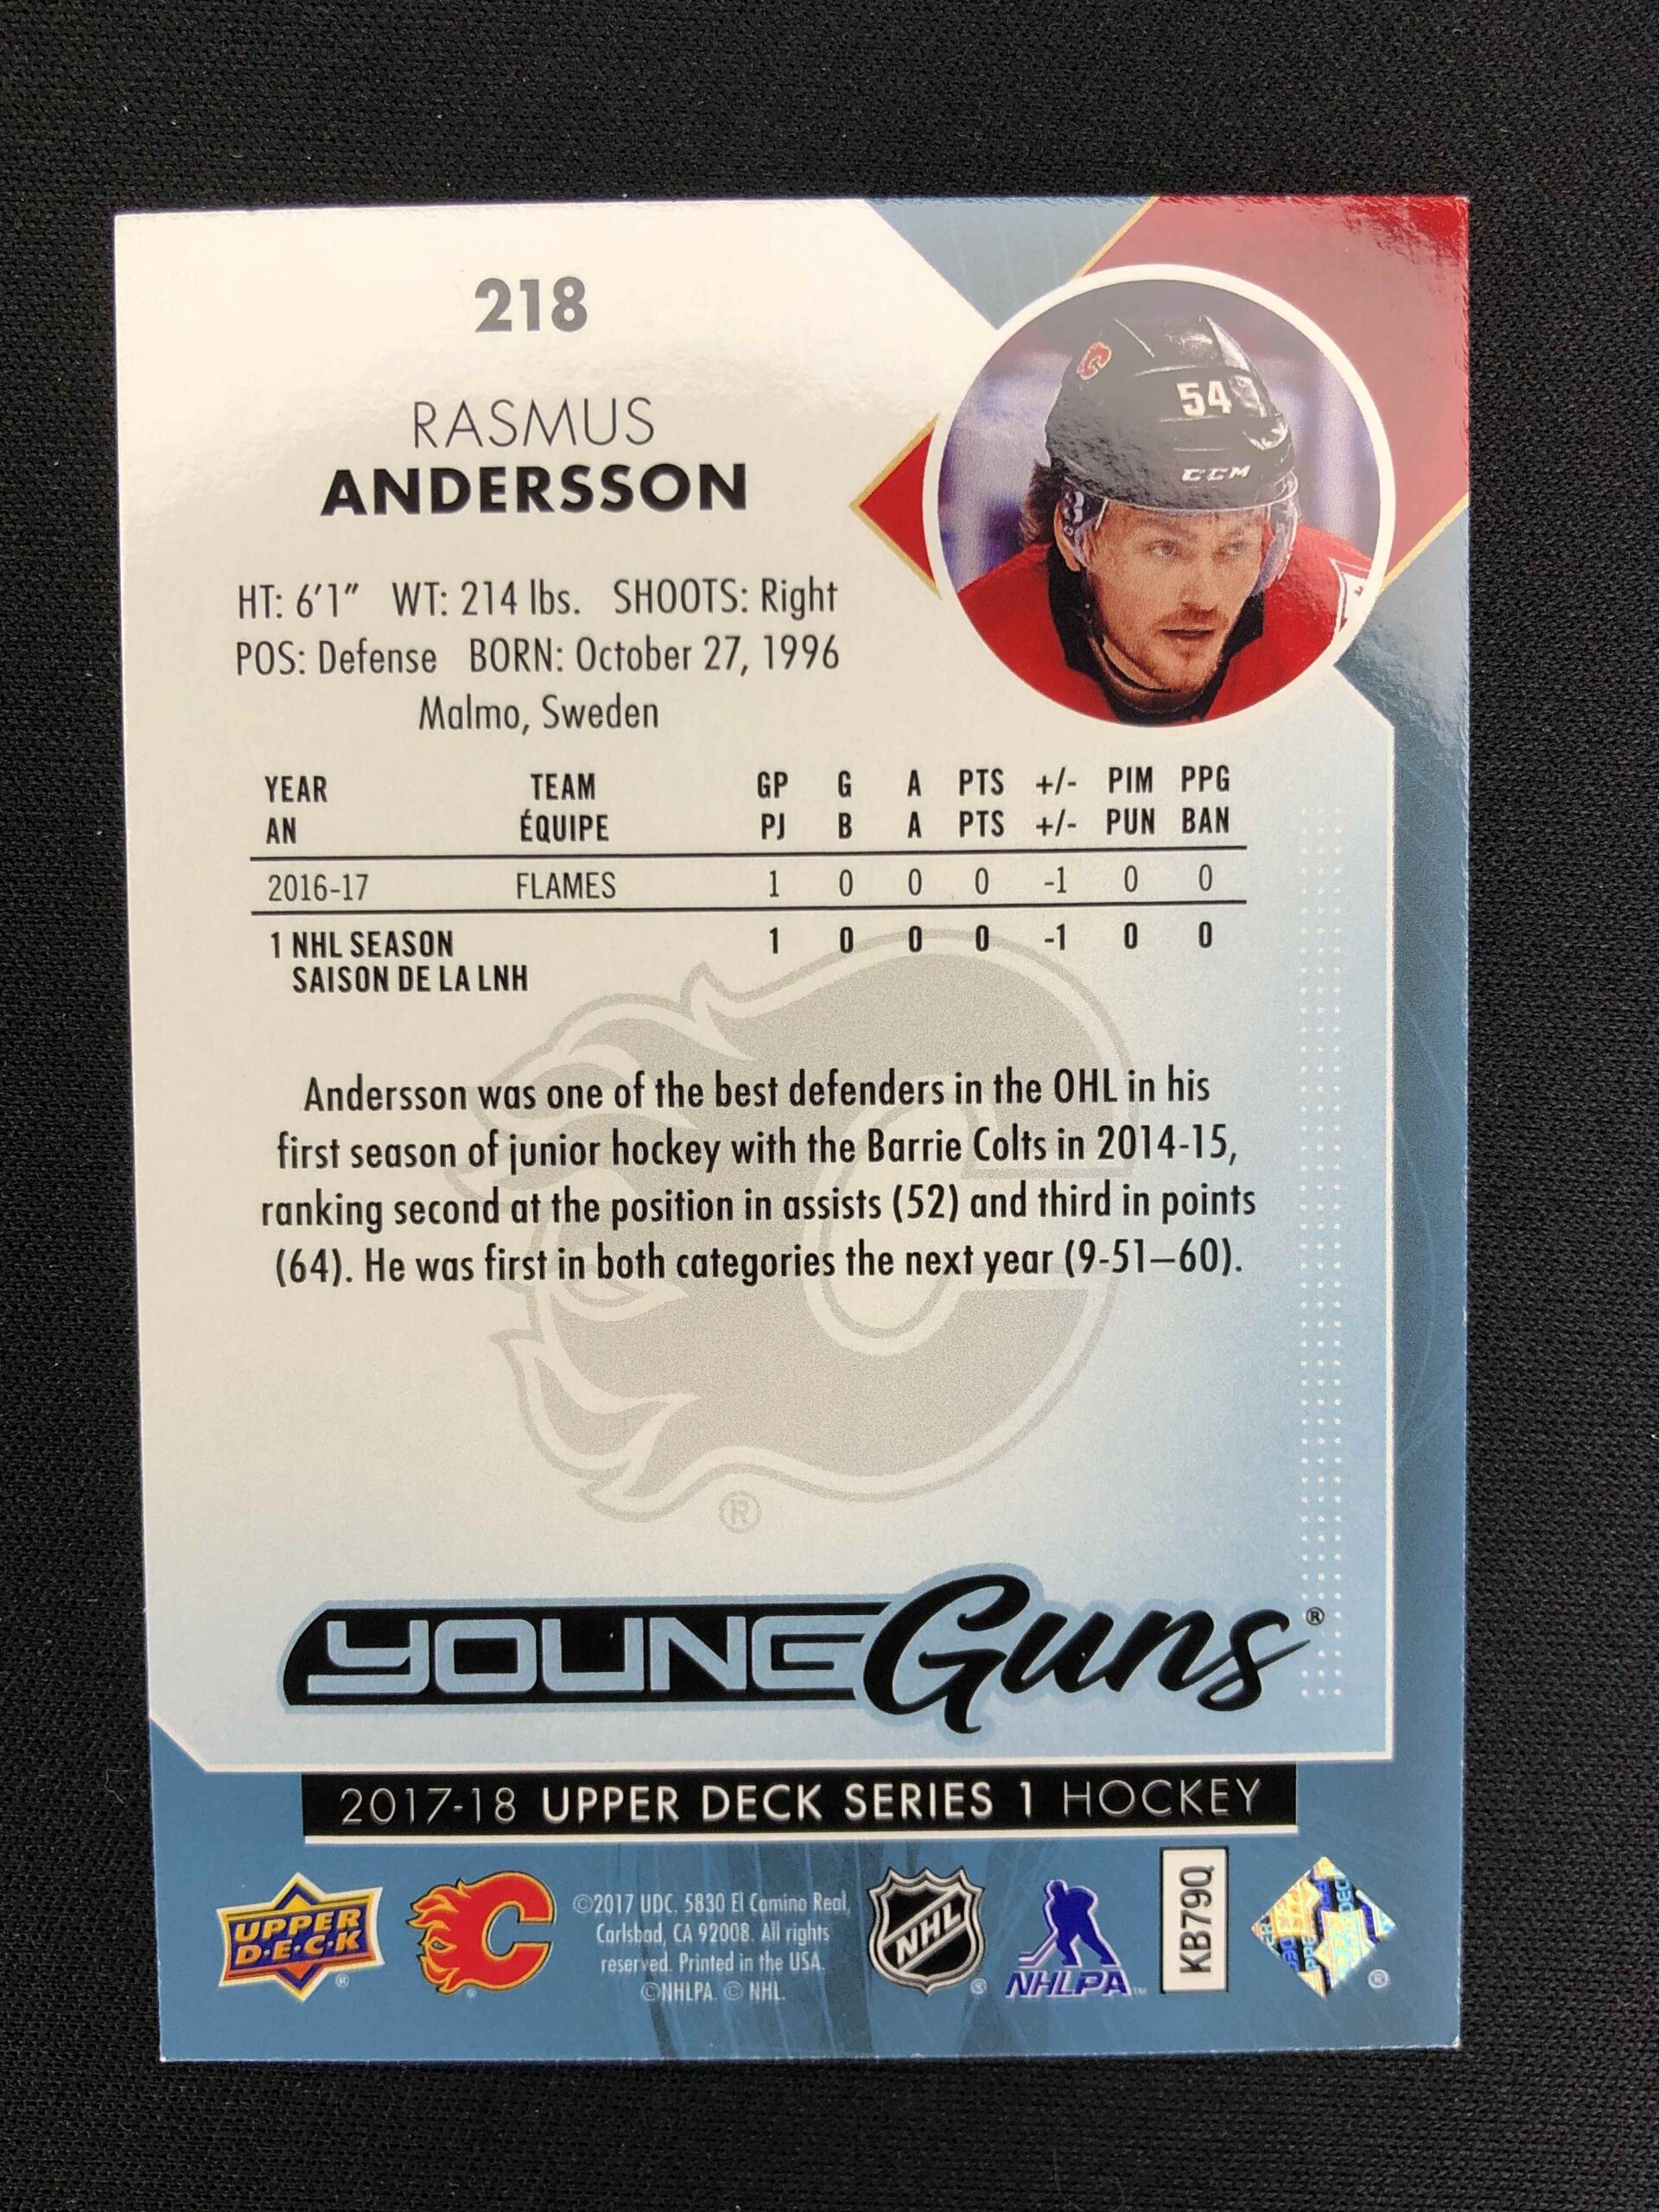 218
54
CCM
RASMUS
ANDERSSON
HT: 6'1" WT: 214 lbs. SHOOTS: Right
POS: Defense BORN: October 27, 1996
Malmo, Sweden
YEAR TEAM GP G A PTS +/- PIM PPG
AN ÉQUIPE PJ B A PTS +/- PUN BAN
2016-17 FLAMES 1 0 0 0 -1 0 0
1 NHL SEASON 1 0 0 0 -1 0 0
SAISON DE LA LNH
Andersson was one of the best defenders in the OHL in his
first season of junior hockey with the Barrie Colts in 2014-15,
ranking second at the position in assists (52) and third in points
(64). He was first in both categories the next year (9-51—60).
®
YOUNG Guns®
2017-18 UPPER DECK SERIES 1 HOCKEY
UPPER
D·E·C·K
®
C
®
©2017 UDC. 5830 El Camino Real,
Carlsbad, CA 92008. All rights
reserved. Printed in the USA.
©NHLPA. © NHL.
NHL
®
NHLPA™
KB79Q
®